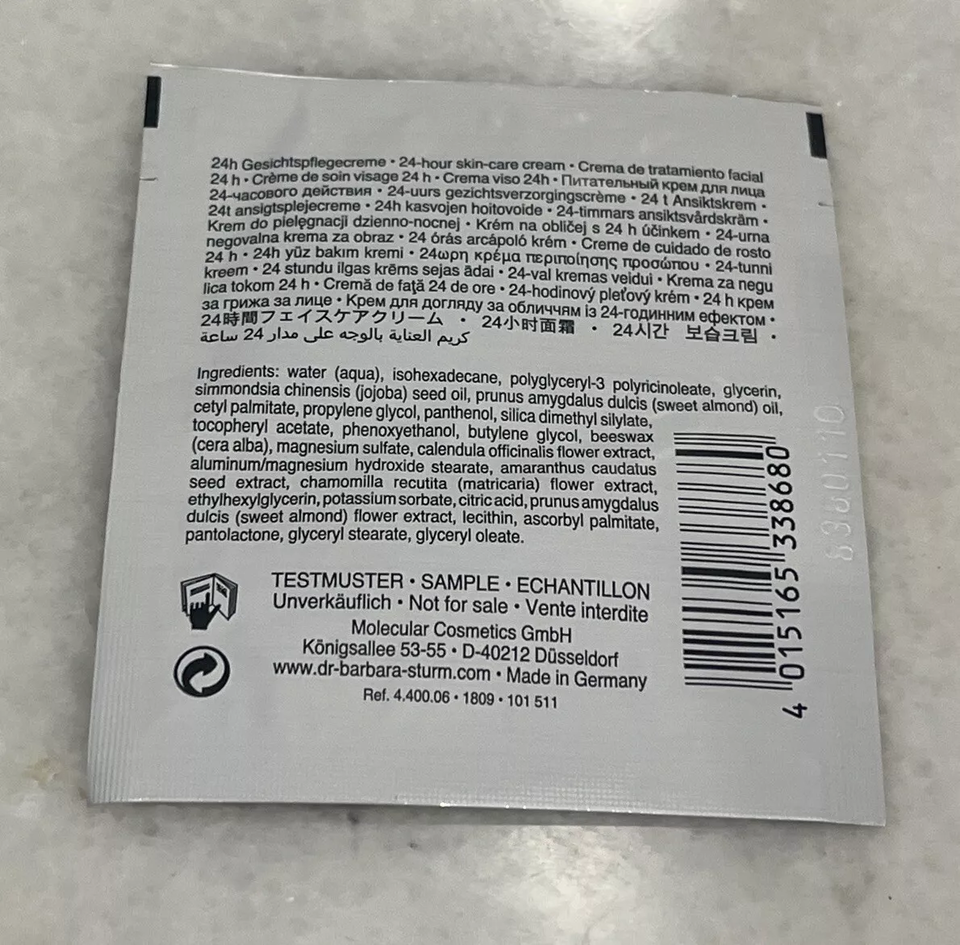 24h Gesichtspflegecreme • 24-hour skin-care cream • Crema de tratamiento facial
24 h • Crème de soin visage 24 h • Crema viso 24h • Питательный крем для лица
24-часового действия • 24-uurs gezichtsverzorgingscrème • 24 t Ansiktskrem •
24t ansigtsplejecreme • 24h kasvojen hoitovoide • 24-timmars ansiktsvårdskräm •
Krem do pielęgnacji dzienno-nocnej • Krém na obličej s 24 h účinkem • 24-urna
negovalna krema za obraz • 24 órás arcápoló krém • Creme de cuidado de rosto
24 h • 24h yüz bakım kremi • 24ωρη κρέμα περιποίησης προσώπου • 24-tunni
kreem • 24 stundu ilgas krēms sejas ādai • 24-val kremas veidui • Krema za negu
lica tokom 24 h • Cremă de faţă 24 de ore • 24-hodinový pleťový krém • 24 h крем
за грижа за лице • Крем для догляду за обличчям із 24-годинним ефектом •
24時間フェイスケアクリーム • 24小时面霜 • 24시간 보습크림 •
كريم العناية بالوجه على مدار 24 ساعة
Ingredients: water (aqua), isohexadecane, polyglyceryl-3 polyricinoleate, glycerin,
simmondsia chinensis (jojoba) seed oil, prunus amygdalus dulcis (sweet almond) oil,
cetyl palmitate, propylene glycol, panthenol, silica dimethyl silylate,
tocopheryl acetate, phenoxyethanol, butylene glycol, beeswax
(cera alba), magnesium sulfate, calendula officinalis flower extract,
aluminum/magnesium hydroxide stearate, amaranthus caudatus
seed extract, chamomilla recutita (matricaria) flower extract,
ethylhexylglycerin, potassium sorbate, citric acid, prunus amygdalus
dulcis (sweet almond) flower extract, lecithin, ascorbyl palmitate,
pantolactone, glyceryl stearate, glyceryl oleate.
TESTMUSTER • SAMPLE • ECHANTILLON
Unverkäuflich • Not for sale • Vente interdite
Molecular Cosmetics GmbH
Königsallee 53-55 • D-40212 Düsseldorf
www.dr-barbara-sturm.com • Made in Germany
Ref. 4.400.06 • 1809 • 101 511
4 015165 338680